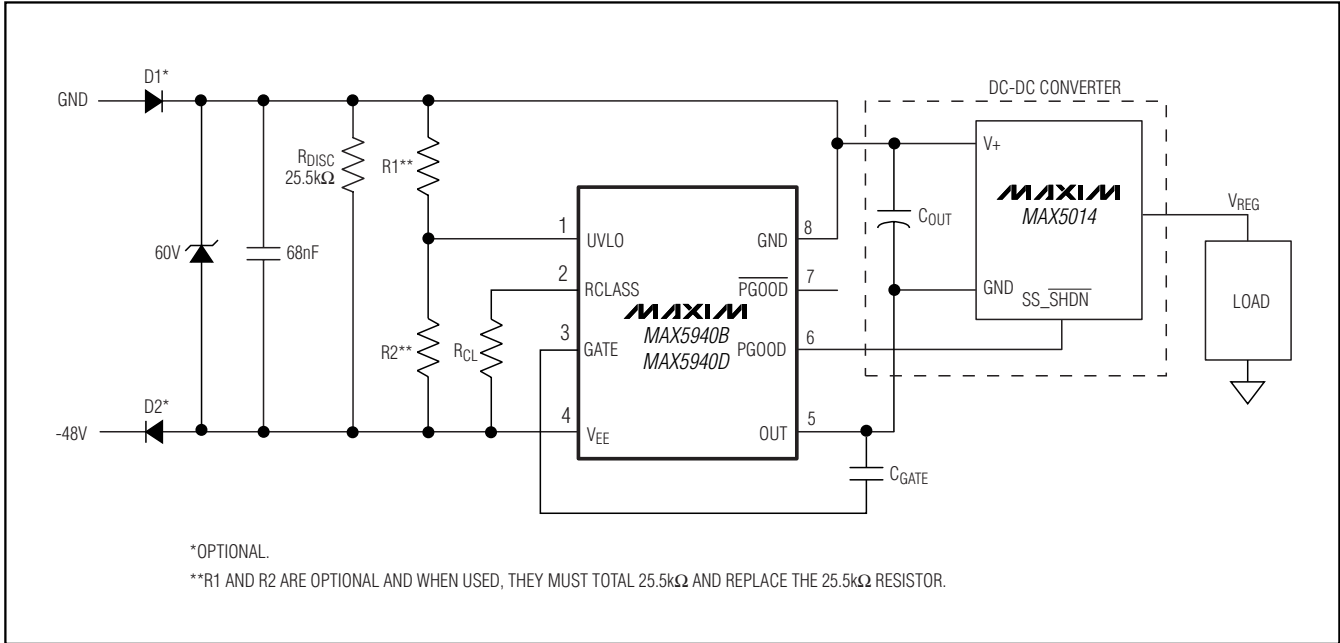 D1*
GND
DC-DC CONVERTER
RDISC
25.5kΩ
R1**
V+
MAXIM
MAX5014
VREG
COUT
1
UVLO
GND
8
60V
68nF
2
RCLASS
PGOOD
7
GND
SS_SHDN
LOAD
MAXIM
MAX5940B
MAX5940D
R2**
RCL
3
GATE
PGOOD
6
D2*
-48V
4
VEE
OUT
5
CGATE
*OPTIONAL.
**R1 AND R2 ARE OPTIONAL AND WHEN USED, THEY MUST TOTAL 25.5kΩ AND REPLACE THE 25.5kΩ RESISTOR.